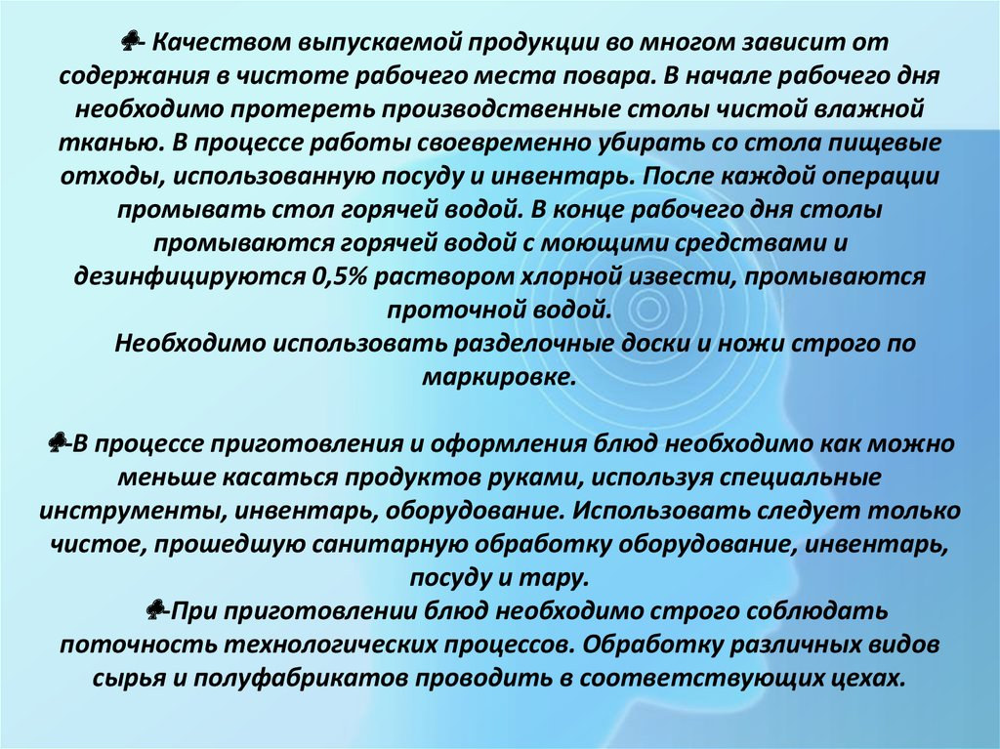 ♣- Качеством выпускаемой продукции во многом зависит от
содержания в чистоте рабочего места повара. В начале рабочего дня
необходимо протереть производственные столы чистой влажной
тканью. В процессе работы своевременно убирать со стола пищевые
отходы, использованную посуду и инвентарь. После каждой операции
промывать стол горячей водой. В конце рабочего дня столы
промываются горячей водой с моющими средствами и
дезинфицируются 0,5% раствором хлорной извести, промываются
проточной водой.
Необходимо использовать разделочные доски и ножи строго по
маркировке.
♣-В процессе приготовления и оформления блюд необходимо как можно
меньше касаться продуктов руками, используя специальные
инструменты, инвентарь, оборудование. Использовать следует только
чистое, прошедшую санитарную обработку оборудование, инвентарь,
посуду и тару.
♣-При приготовлении блюд необходимо строго соблюдать
поточность технологических процессов. Обработку различных видов
сырья и полуфабрикатов проводить в соответствующих цехах.